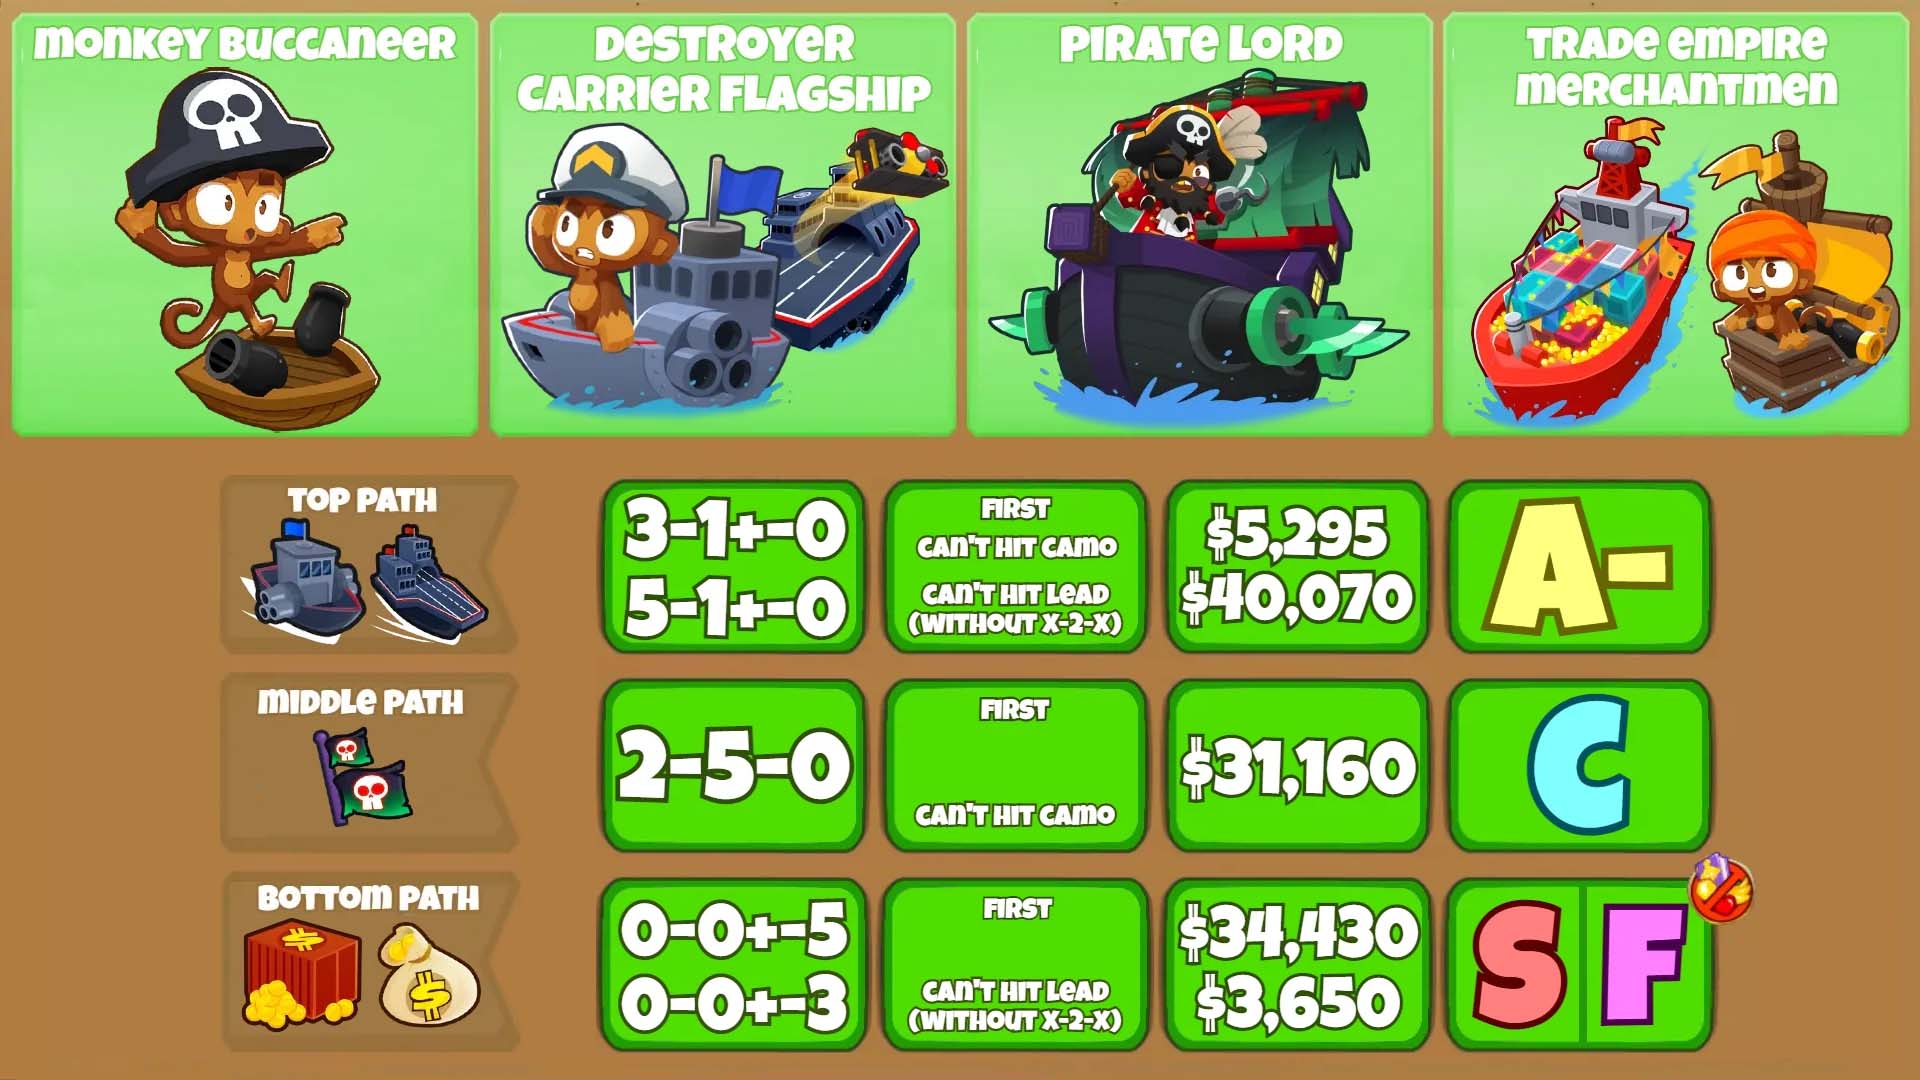 MONKEY BUCCANEER
DESTROYER
CARRIER FLAGSHIP
PIRATE LORD
TRADE EMPIRE
MERCHANTMEN
TOP PATH
3-1+-0
5-1+-0
FIRST
CAN'T HIT CAMO
CAN'T HIT LEAD
(WITHOUT X-2-X)
$5,295
$40,070
A-
MIDDLE PATH
2-5-0
FIRST
CAN'T HIT CAMO
$31,160
C
BOTTOM PATH
0-0+-5
0-0+-3
FIRST
CAN'T HIT LEAD
(WITHOUT X-2-X)
$34,430
$3,650
S F